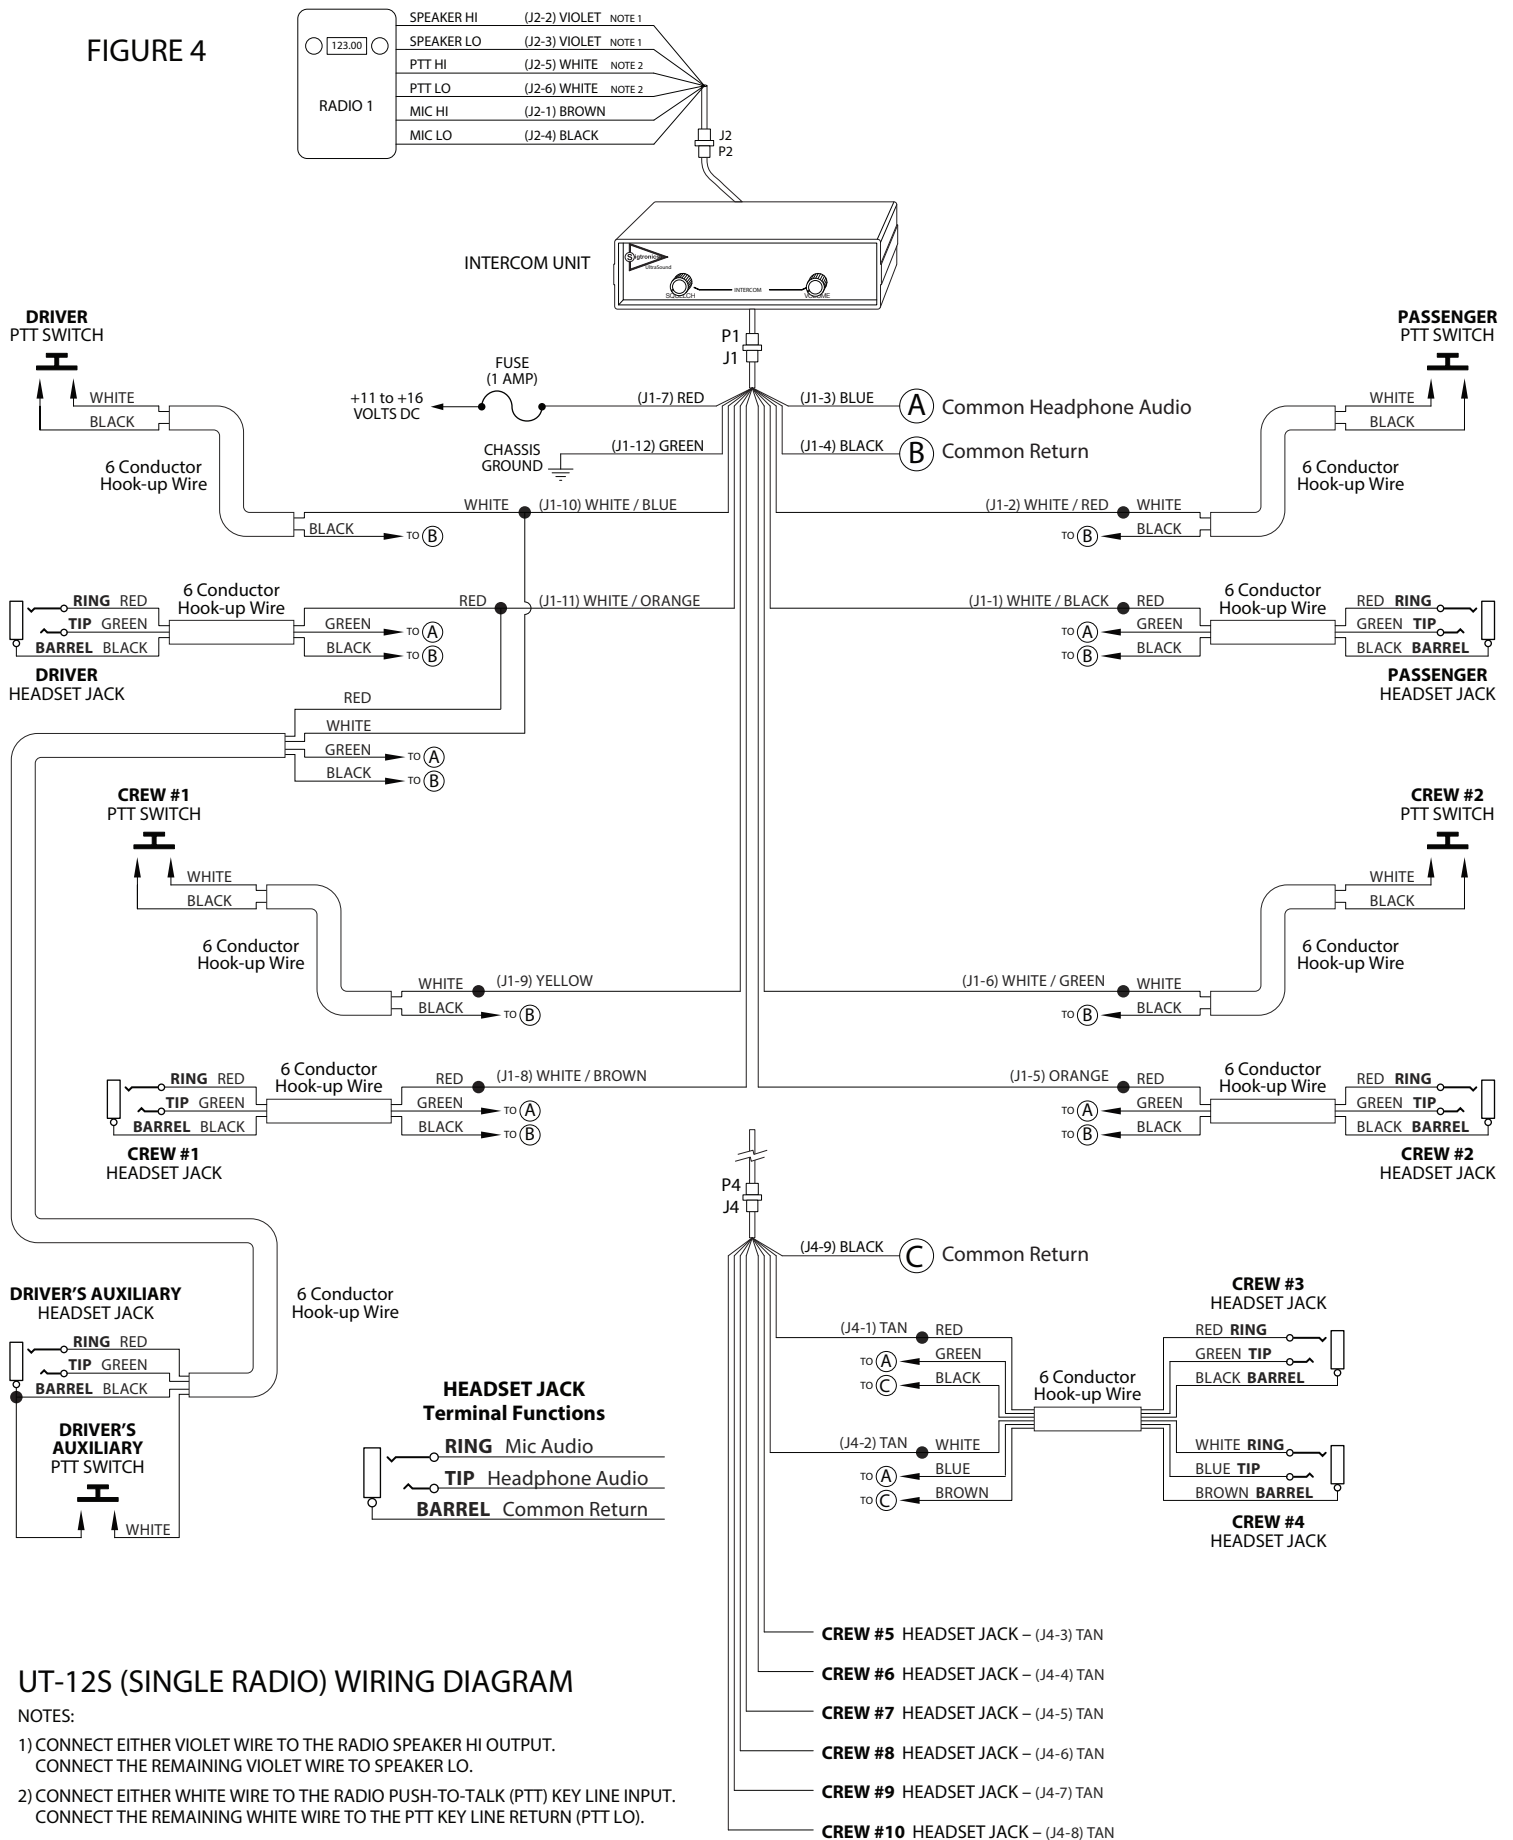 FIGURE 4
SPEAKER HI (J2-2) VIOLET NOTE 1
SPEAKER LO (J2-3) VIOLET NOTE 1
PTT HI (J2-5) WHITE NOTE 2
PTT LO (J2-6) WHITE NOTE 2
MIC HI (J2-1) BROWN
MIC LO (J2-4) BLACK
123.00
RADIO 1
J2
P2
INTERCOM UNIT
Sigtronics
UltraSound
SQUELCH
INTERCOM
VOLUME
P1
J1
DRIVER
PTT SWITCH
WHITE
BLACK
6 Conductor
Hook-up Wire
FUSE
(1 AMP)
+11 to +16
VOLTS DC
(J1-7) RED
CHASSIS
GROUND
(J1-12) GREEN
(J1-3) BLUE
A Common Headphone Audio
(J1-4) BLACK
B Common Return
PASSENGER
PTT SWITCH
WHITE
BLACK
6 Conductor
Hook-up Wire
WHITE (J1-10) WHITE / BLUE
BLACK TO B
(J1-2) WHITE / RED WHITE
TO B BLACK
RING RED
TIP GREEN
BARREL BLACK
DRIVER
HEADSET JACK
6 Conductor
Hook-up Wire
RED (J1-11) WHITE / ORANGE
GREEN TO A
BLACK TO B
(J1-1) WHITE / BLACK RED
TO A GREEN
TO B BLACK
6 Conductor
Hook-up Wire
RED RING
GREEN TIP
BLACK BARREL
PASSENGER
HEADSET JACK
RED
WHITE
GREEN TO A
BLACK TO B
CREW #1
PTT SWITCH
WHITE
BLACK
6 Conductor
Hook-up Wire
WHITE (J1-9) YELLOW
BLACK TO B
CREW #2
PTT SWITCH
WHITE
BLACK
6 Conductor
Hook-up Wire
(J1-6) WHITE / GREEN WHITE
TO B BLACK
RING RED
TIP GREEN
BARREL BLACK
CREW #1
HEADSET JACK
6 Conductor
Hook-up Wire
RED (J1-8) WHITE / BROWN
GREEN TO A
BLACK TO B
(J1-5) ORANGE RED
TO A GREEN
TO B BLACK
6 Conductor
Hook-up Wire
RED RING
GREEN TIP
BLACK BARREL
CREW #2
HEADSET JACK
P4
J4
(J4-9) BLACK
C Common Return
DRIVER'S AUXILIARY
HEADSET JACK
6 Conductor
Hook-up Wire
RING RED
TIP GREEN
BARREL BLACK
DRIVER'S
AUXILIARY
PTT SWITCH
WHITE
HEADSET JACK
Terminal Functions
RING Mic Audio
TIP Headphone Audio
BARREL Common Return
CREW #3
HEADSET JACK
(J4-1) TAN RED
TO A GREEN
TO C BLACK
6 Conductor
Hook-up Wire
RED RING
GREEN TIP
BLACK BARREL
(J4-2) TAN WHITE
TO A BLUE
TO C BROWN
WHITE RING
BLUE TIP
BROWN BARREL
CREW #4
HEADSET JACK
CREW #5 HEADSET JACK – (J4-3) TAN
CREW #6 HEADSET JACK – (J4-4) TAN
CREW #7 HEADSET JACK – (J4-5) TAN
CREW #8 HEADSET JACK – (J4-6) TAN
CREW #9 HEADSET JACK – (J4-7) TAN
CREW #10 HEADSET JACK – (J4-8) TAN
UT-12S (SINGLE RADIO) WIRING DIAGRAM
NOTES:
1) CONNECT EITHER VIOLET WIRE TO THE RADIO SPEAKER HI OUTPUT.
CONNECT THE REMAINING VIOLET WIRE TO SPEAKER LO.
2) CONNECT EITHER WHITE WIRE TO THE RADIO PUSH-TO-TALK (PTT) KEY LINE INPUT.
CONNECT THE REMAINING WHITE WIRE TO THE PTT KEY LINE RETURN (PTT LO).